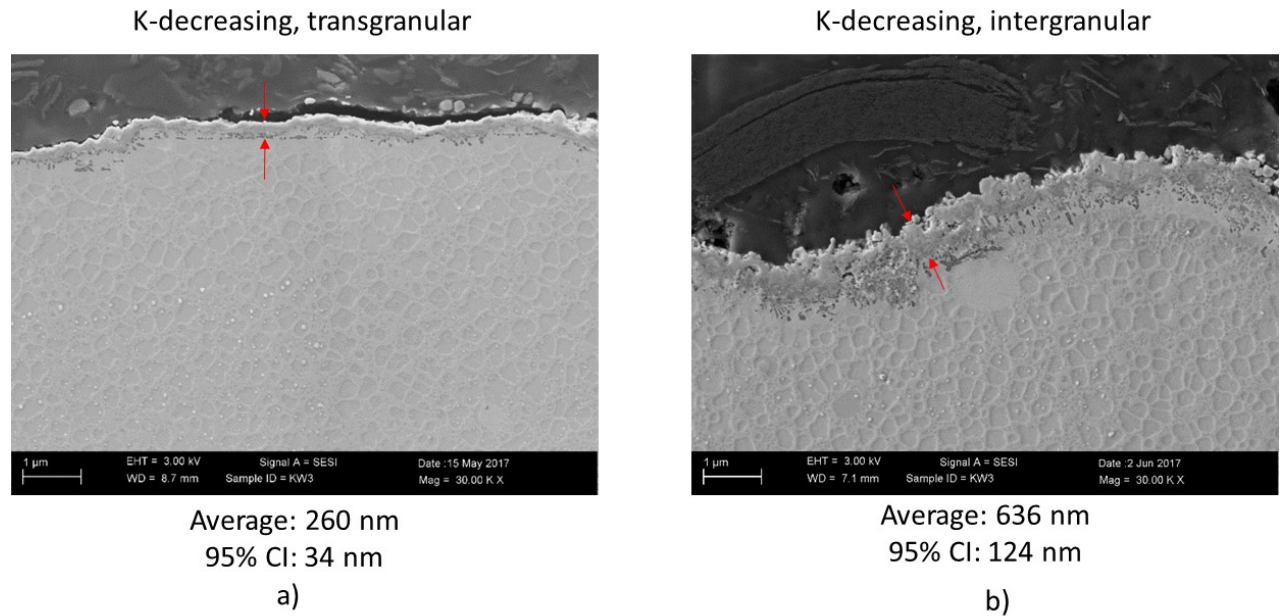 K-decreasing, transgranular
K-decreasing, intergranular
1 µm
EHT = 3.00 kV
Signal A = SESI
Date :15 May 2017
WD = 8.7 mm
Sample ID = KW3
Mag = 30.00 K X
1 µm
EHT = 3.00 kV
Signal A = SESI
Date :2 Jun 2017
WD = 7.1 mm
Sample ID = KW3
Mag = 30.00 K X
Average: 260 nm
95% CI: 34 nm
a)
Average: 636 nm
95% CI: 124 nm
b)